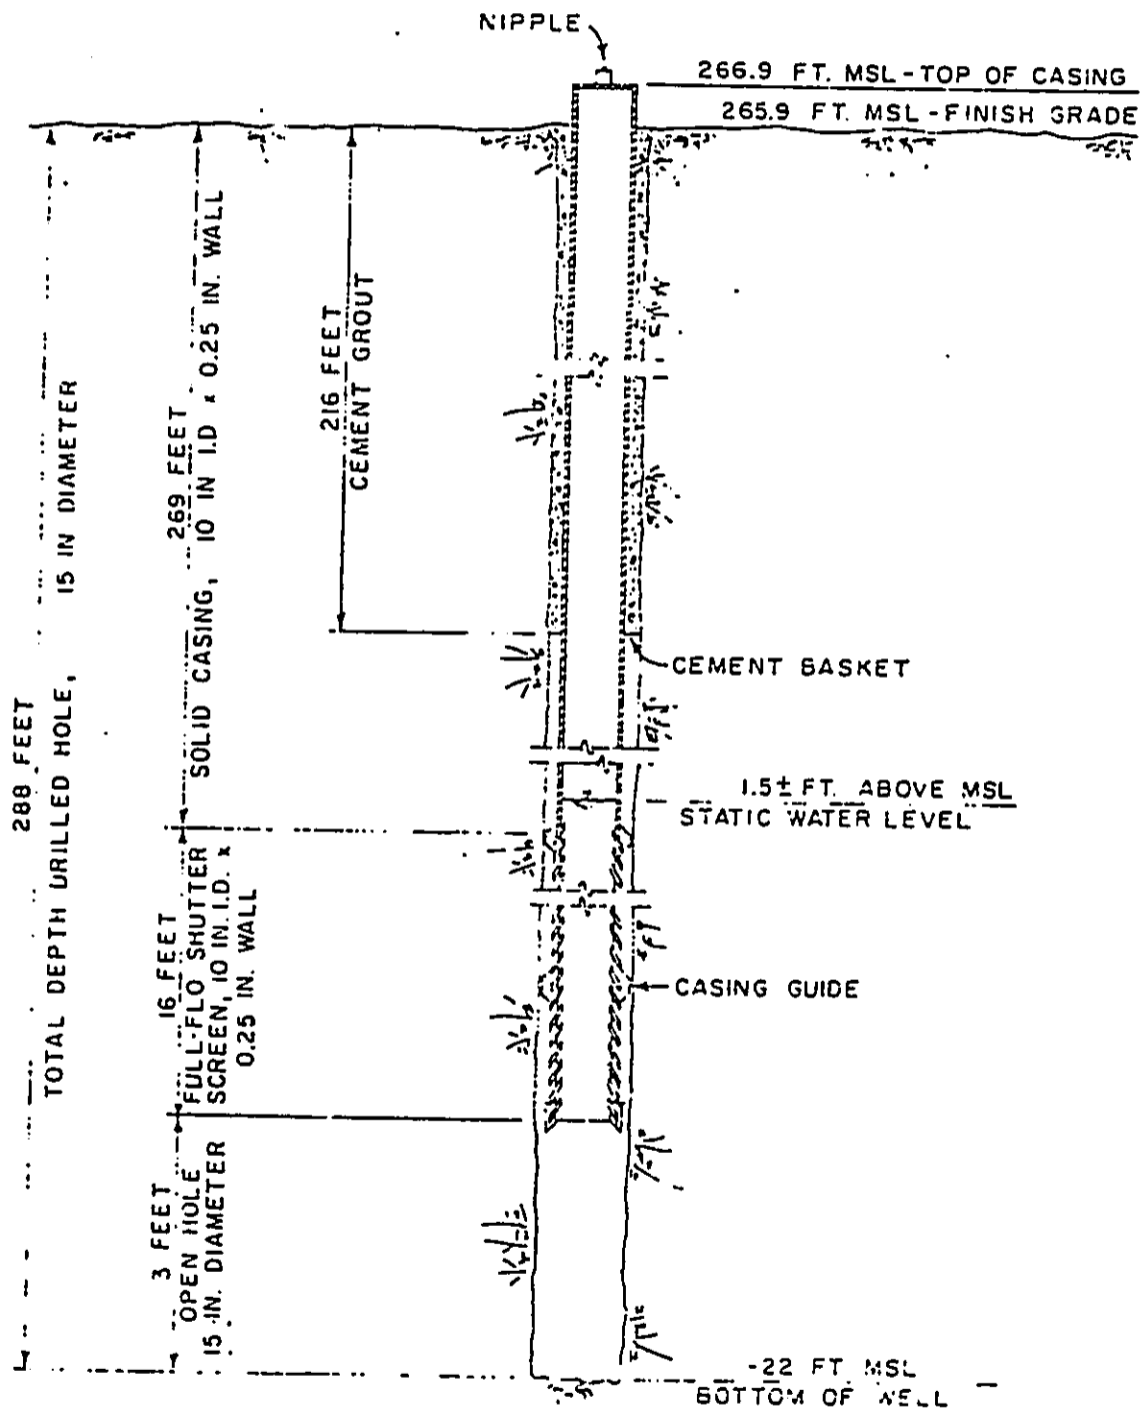 NIPPLE
266.9 FT. MSL-TOP OF CASING
265.9 FT. MSL-FINISH GRADE
288 FEET
TOTAL DEPTH DRILLED HOLE, 15 IN DIAMETER
269 FEET
SOLID CASING, 10 IN I.D x 0.25 IN. WALL
216 FEET
CEMENT GROUT
CEMENT BASKET
1.5± FT. ABOVE MSL
STATIC WATER LEVEL
16 FEET
FULL-FLO SHUTTER
SCREEN, 10 IN. I.D. x
0.25 IN. WALL
CASING GUIDE
3 FEET
OPEN HOLE
15 IN. DIAMETER
-22 FT. MSL
BOTTOM OF WELL